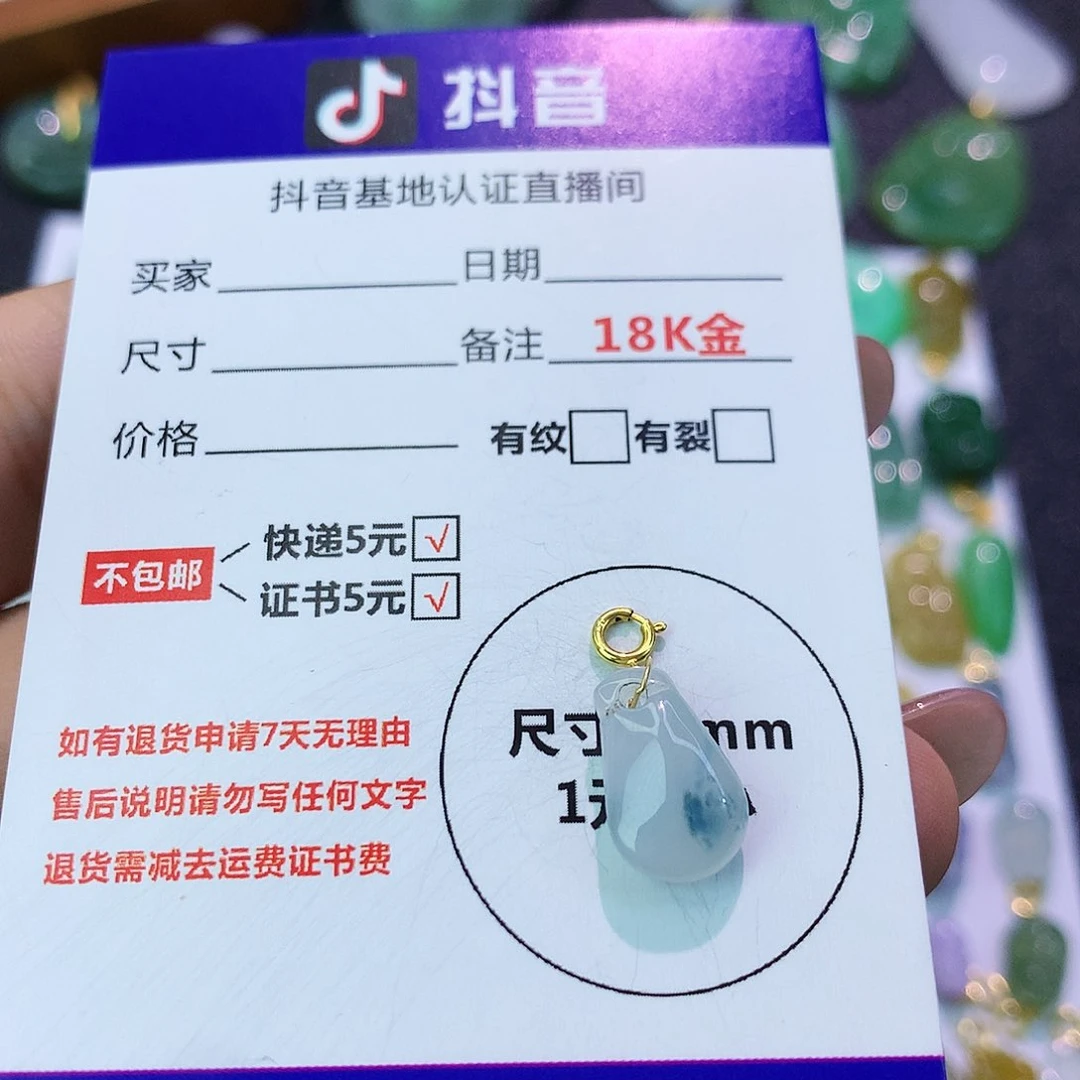 抖音
抖音基地认证直播间
买家 日期
尺寸 备注 18K金
价格 有纹 有裂
不包邮
快递5元√
证书5元√
如有退货申请7天无理由
售后说明请勿写任何文字
退货需减去运费证书费
尺寸 mm
1元